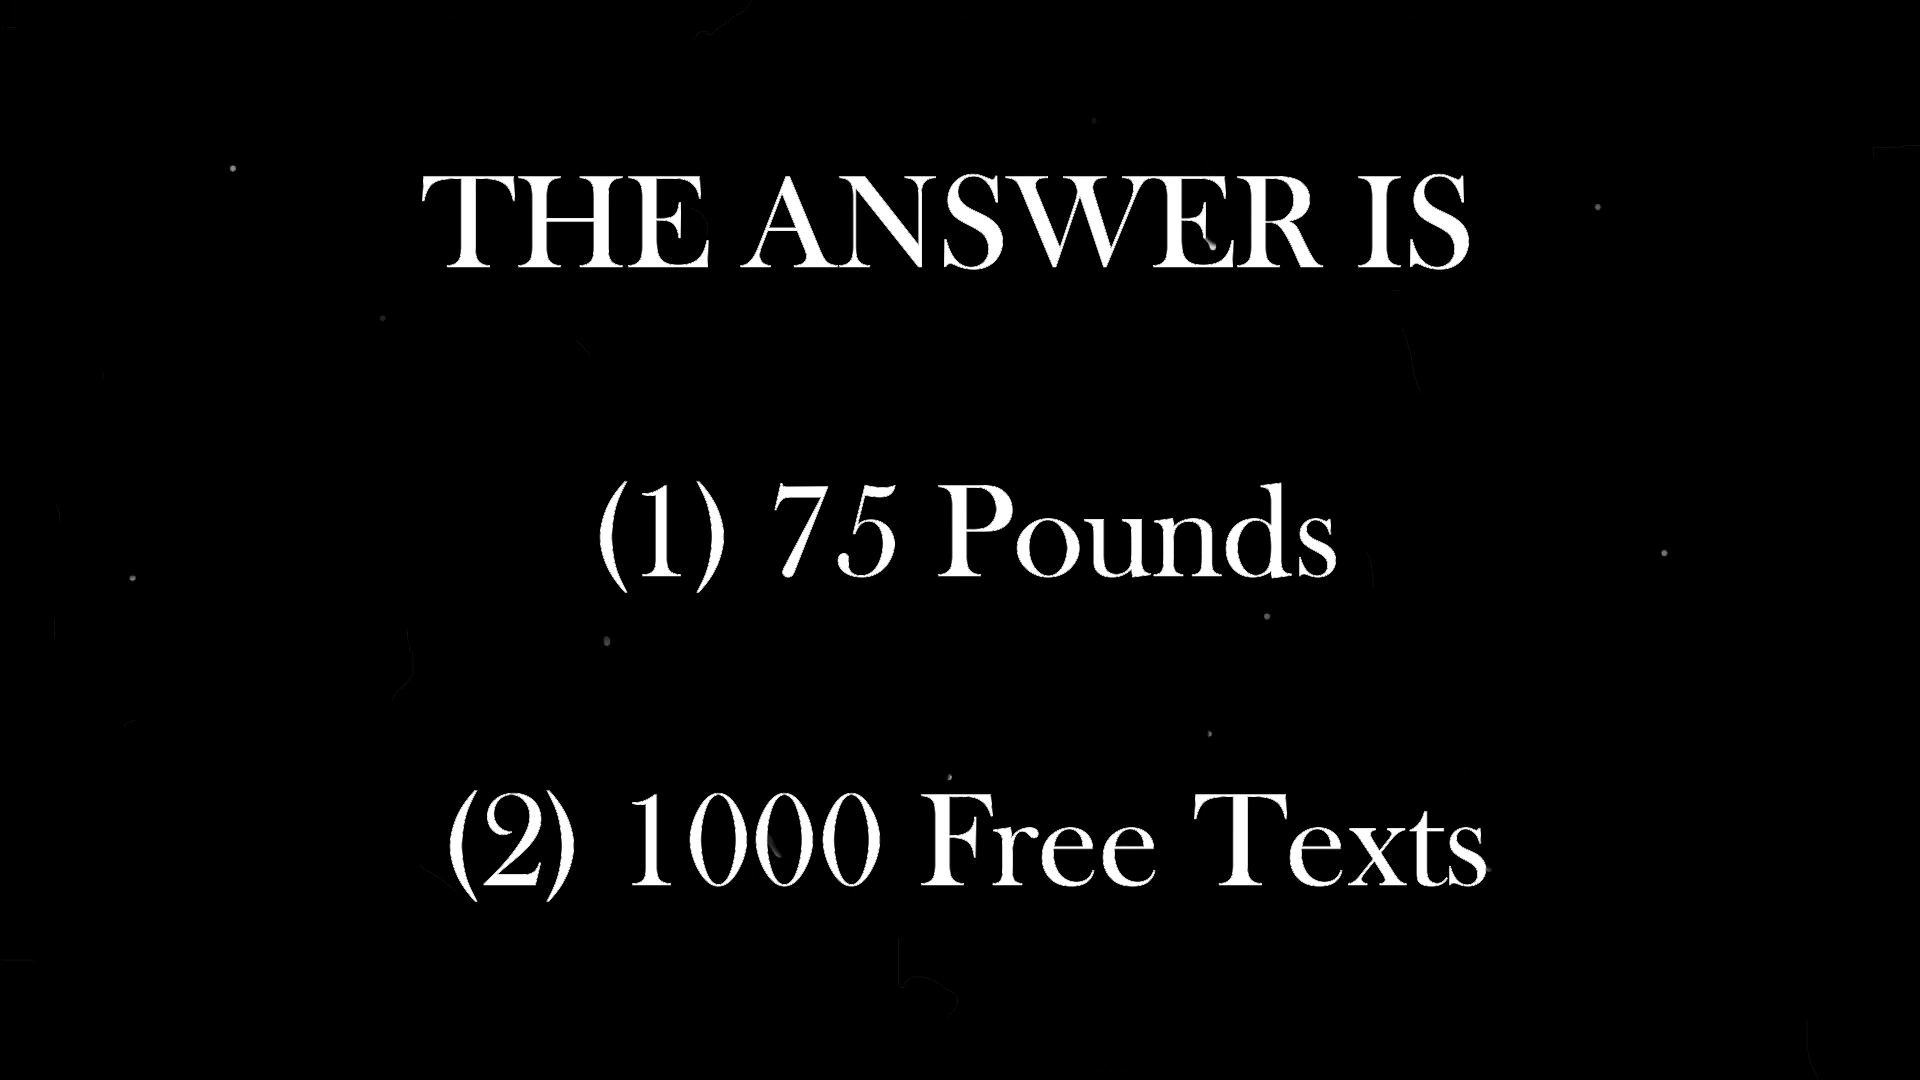 THE ANSWER IS
(1) 75 Pounds
(2) 1000 Free Texts